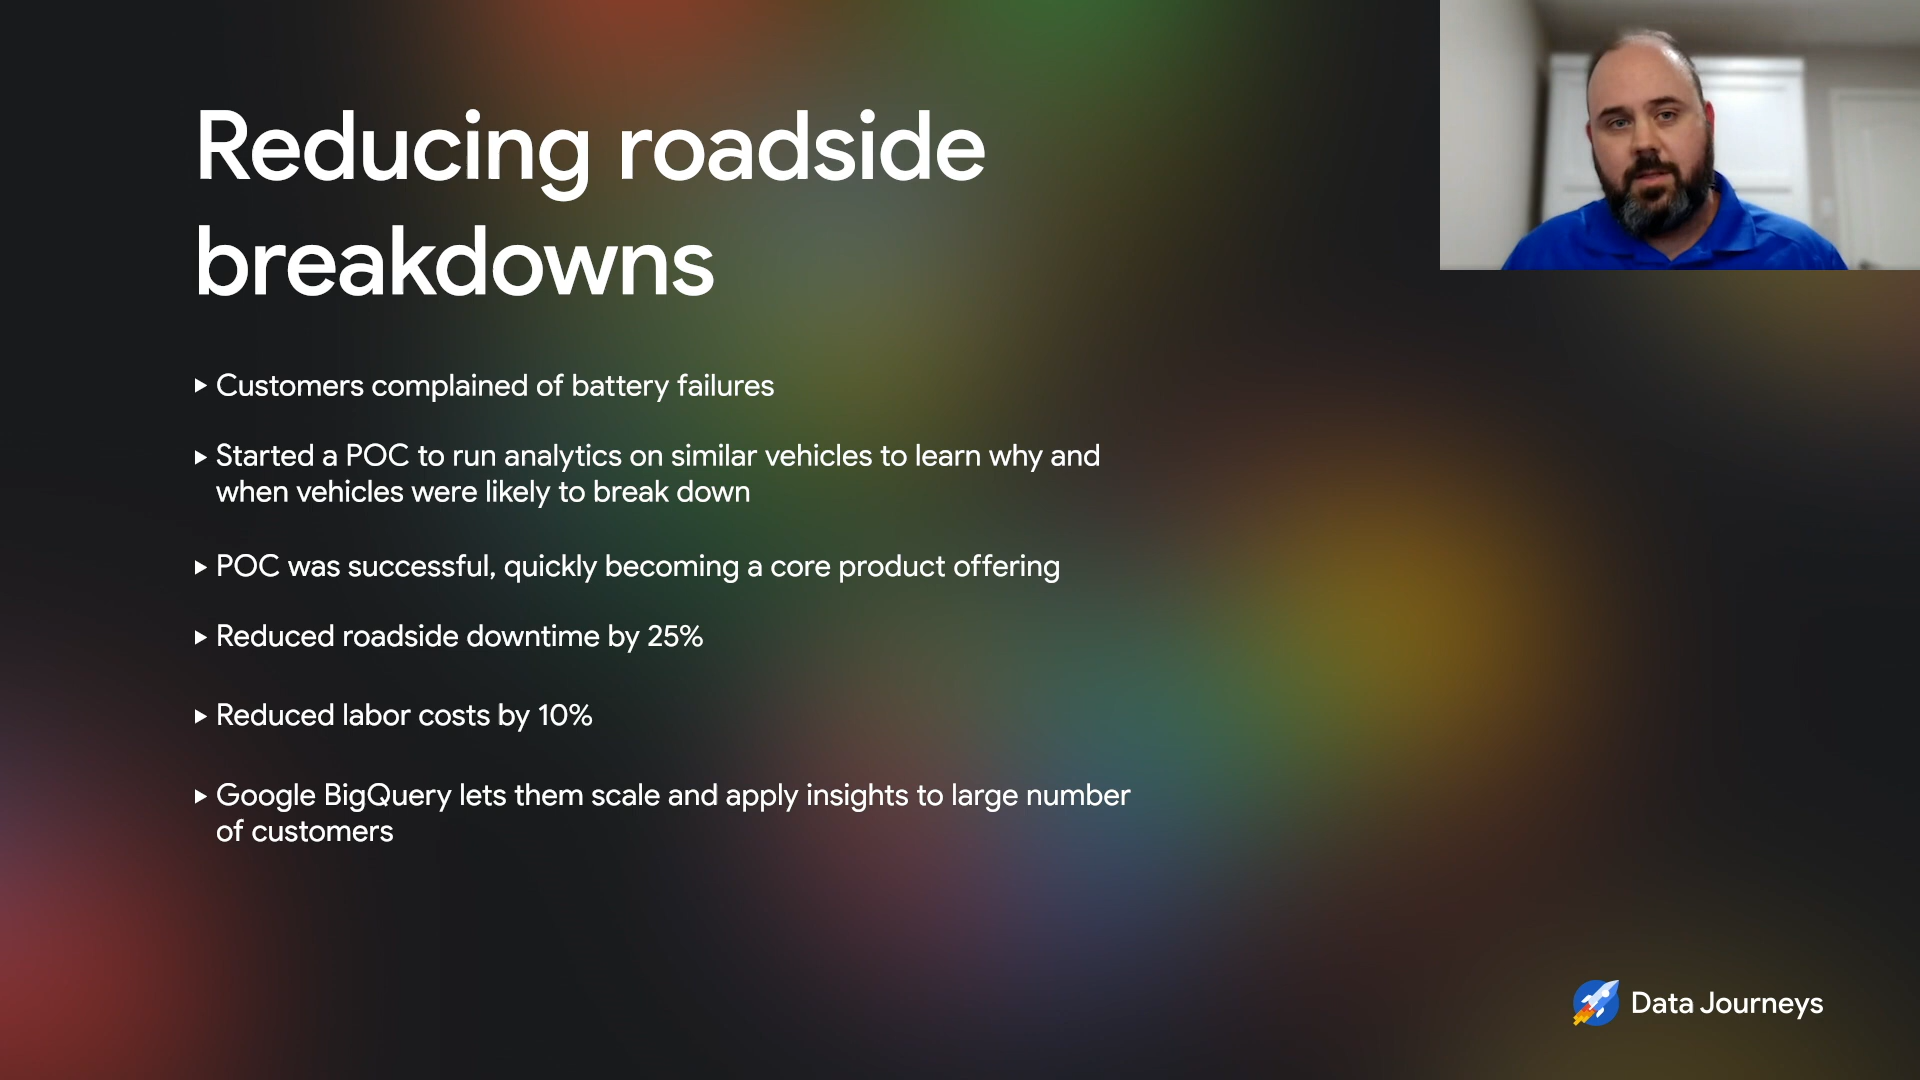 Reducing roadside
breakdowns
▸ Customers complained of battery failures
▸ Started a POC to run analytics on similar vehicles to learn why and
when vehicles were likely to break down
▸ POC was successful, quickly becoming a core product offering
▸ Reduced roadside downtime by 25%
▸ Reduced labor costs by 10%
▸ Google BigQuery lets them scale and apply insights to large number
of customers
Data Journeys